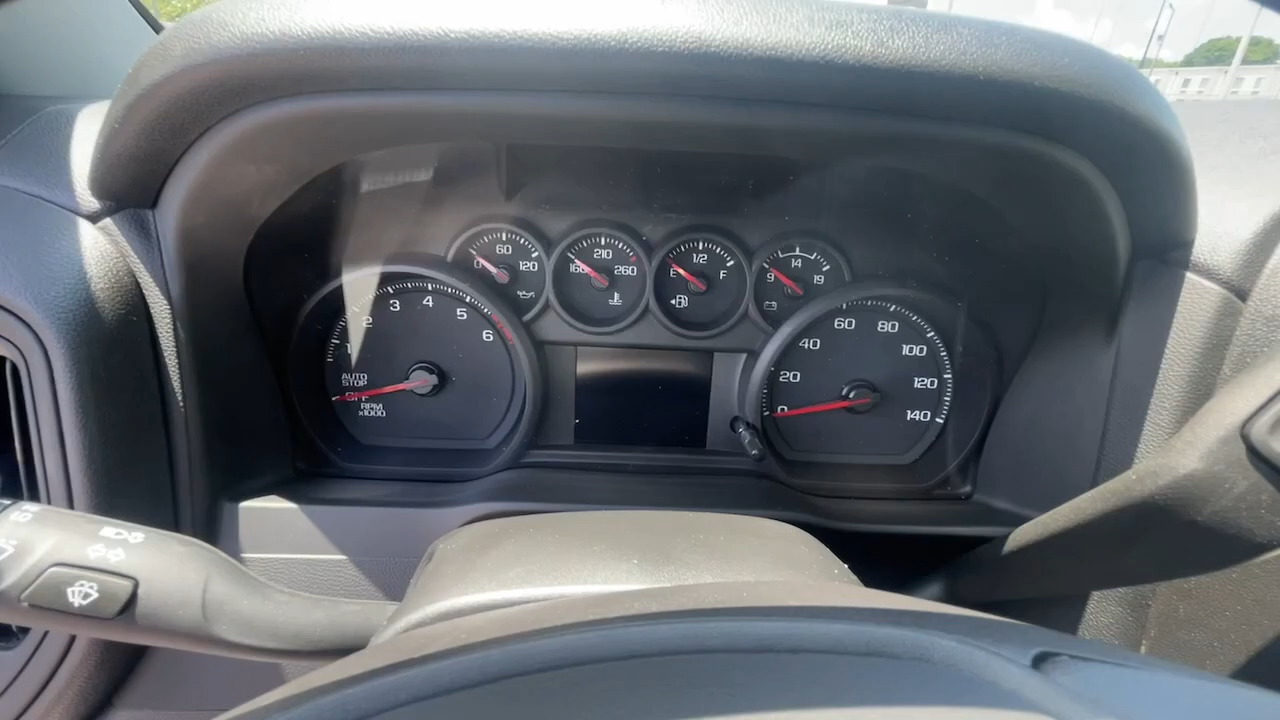 0 60 120
160 210 260
E 1/2 F
9 14 19
1 2 3 4 5 6
AUTO
STOP
OFF
RPM
x1000
0 20 40 60 80 100 120 140